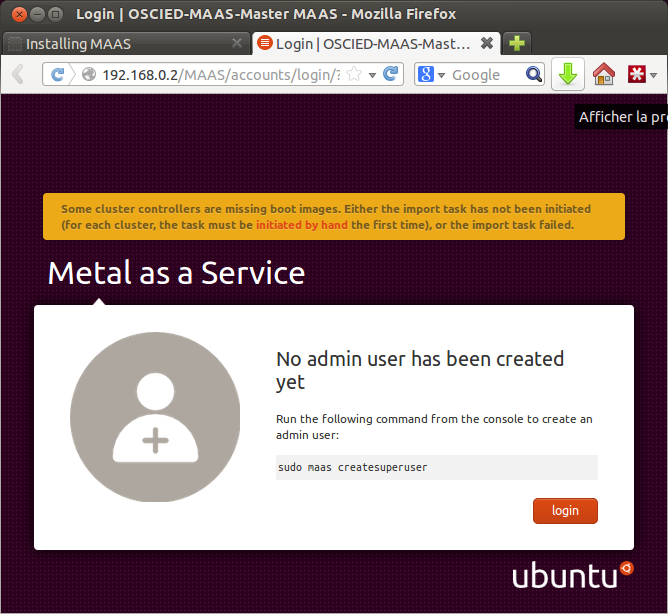 Login | OSCIED-MAAS-Master MAAS - Mozilla Firefox
Installing MAAS
Login | OSCIED-MAAS-Mast...
192.168.0.2/MAAS/accounts/login/?
Google
Afficher la pr
Some cluster controllers are missing boot images. Either the import task has not been initiated
(for each cluster, the task must be initiated by hand the first time), or the import task failed.
Metal as a Service
No admin user has been created
yet
Run the following command from the console to create an
admin user:
sudo maas createsuperuser
login
ubuntu